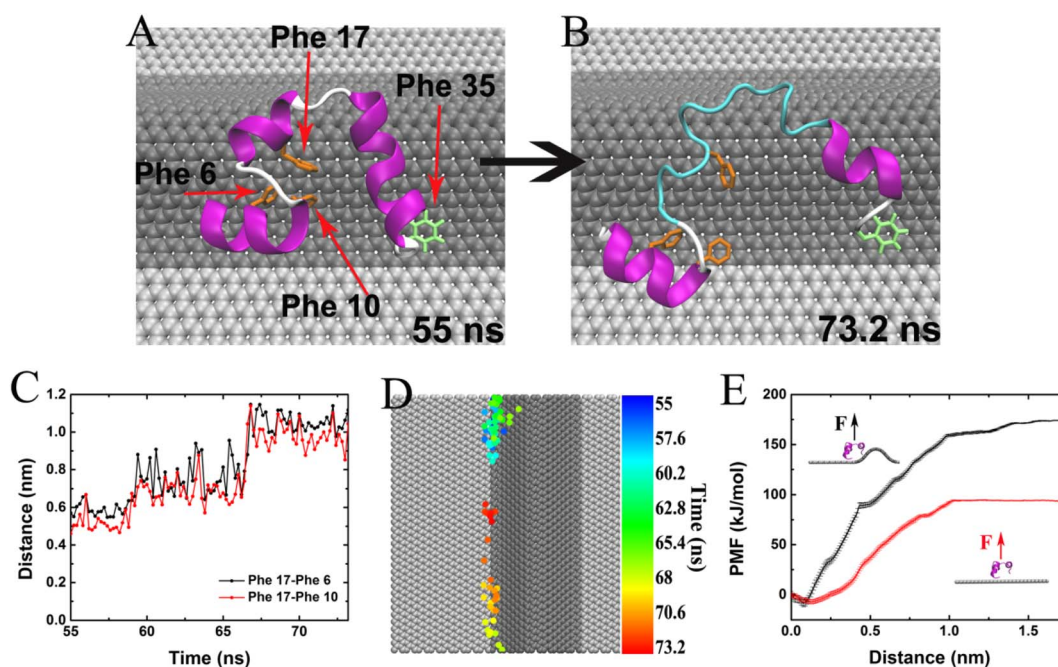 A
Phe 17
Phe 35
Phe 6
Phe 10
55 ns
B
73.2 ns
C
Distance (nm)
1.2
1.0
0.8
0.6
0.4
0.2
0.0
Phe 17-Phe 6
Phe 17-Phe 10
55
60
65
70
Time (ns)
D
55
57.6
60.2
62.8
65.4
68
70.6
73.2
Time (ns)
E
PMF (kJ/mol)
200
175
150
125
100
75
50
25
0
F
F
0.0
0.5
1.0
1.5
Distance (nm)